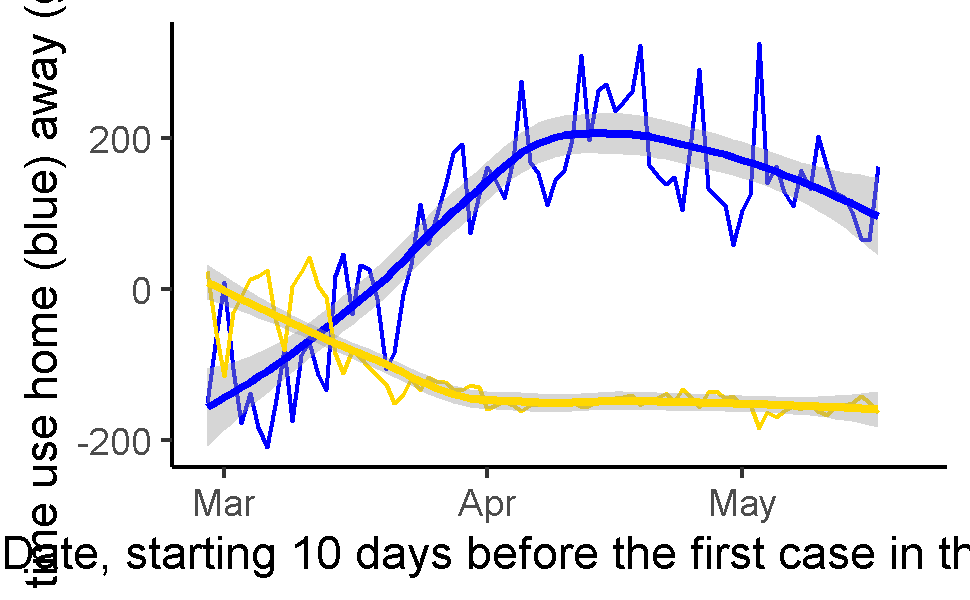 time use home (blue) away (
200
0
-200
Mar Apr May
Date, starting 10 days before the first case in th